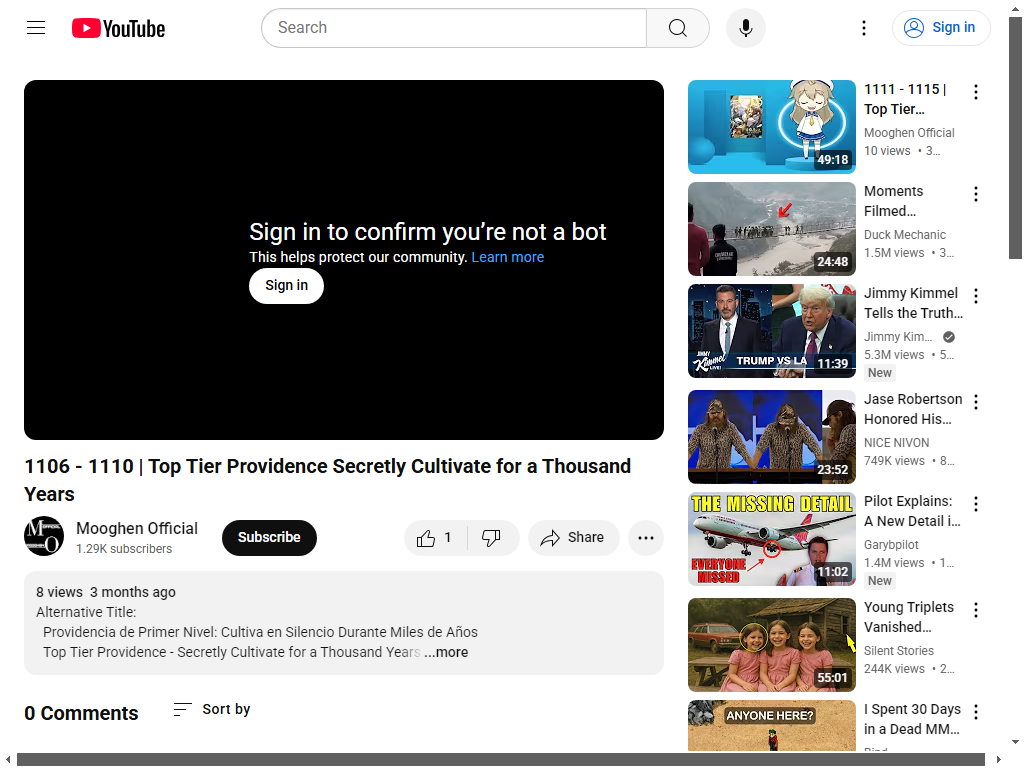 YouTube
Search
Sign in
Sign in to confirm you’re not a bot
This helps protect our community. Learn more
Sign in
1106 - 1110 | Top Tier Providence Secretly Cultivate for a Thousand
Years
Mooghen Official
1.29K subscribers
Subscribe
1
Share
8 views 3 months ago
Alternative Title:
Providencia de Primer Nivel: Cultiva en Silencio Durante Miles de Años
Top Tier Providence - Secretly Cultivate for a Thousand Years ...more
0 Comments
Sort by
49:18
1111 - 1115 |
Top Tier…
Mooghen Official
10 views • 3…
24:48
Moments
Filmed…
Duck Mechanic
1.5M views • 3…
JIMMY
Kimmel
LIVE!
TRUMP VS LA
11:39
Jimmy Kimmel
Tells the Truth…
Jimmy Kim…
5.3M views • 5…
New
23:52
Jase Robertson
Honored His…
NICE NIVON
749K views • 8…
THE MISSING DETAIL
EVERYONE
MISSED
11:02
Pilot Explains:
A New Detail i…
Garybpilot
1.4M views • 1…
New
55:01
Young Triplets
Vanished…
Silent Stories
244K views • 2…
ANYONE HERE?
I Spent 30 Days
in a Dead MM…